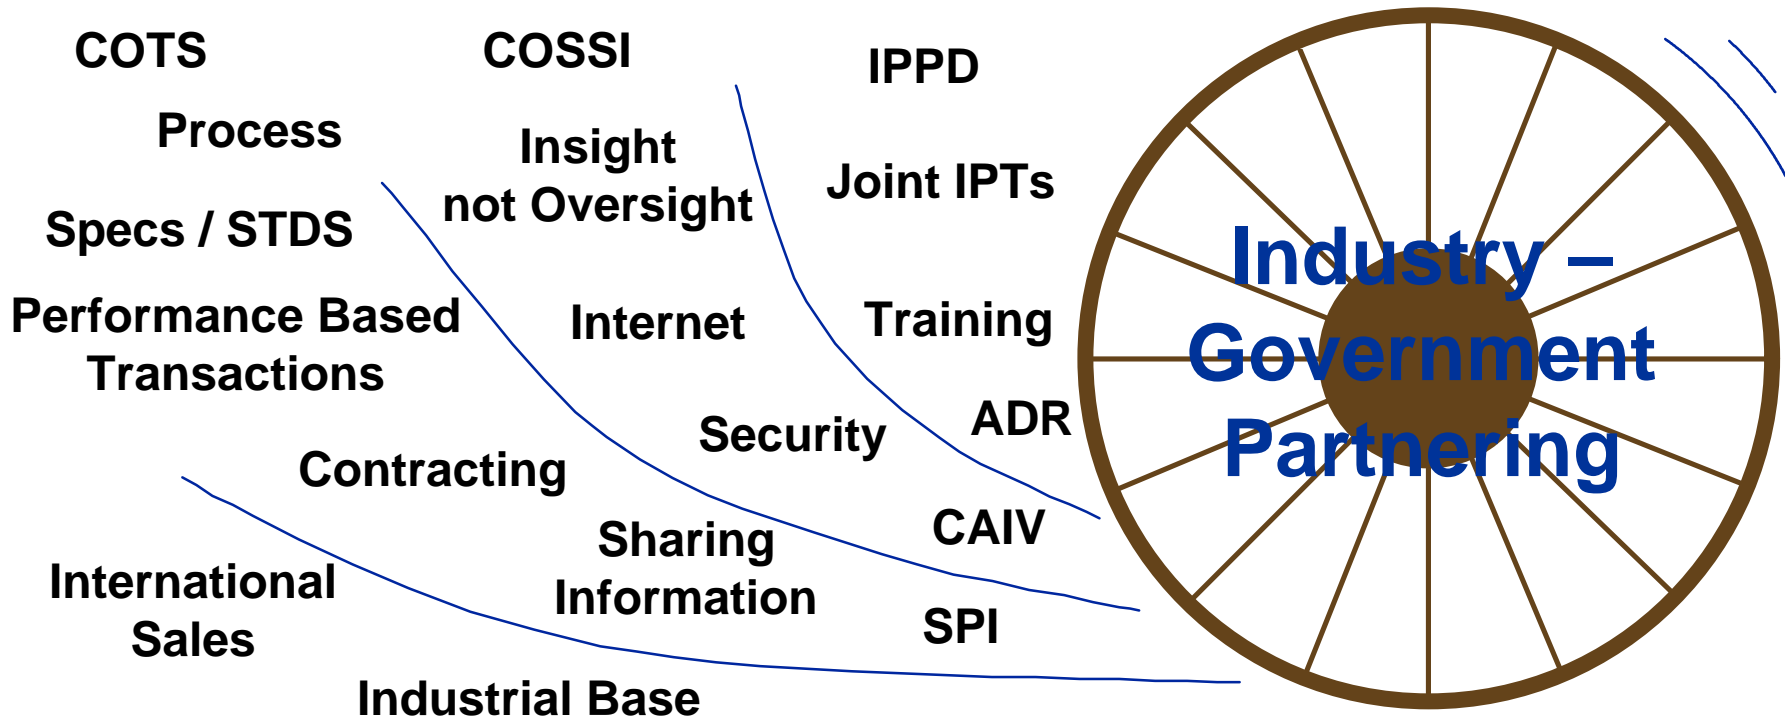 COTS
COSSI
IPPD
Process
Insight
not Oversight
Joint IPTs
Specs / STDS
Performance Based
Transactions
Internet
Training
Security
ADR
Contracting
Sharing
Information
CAIV
International
Sales
SPI
Industrial Base
Industry –
Government
Partnering